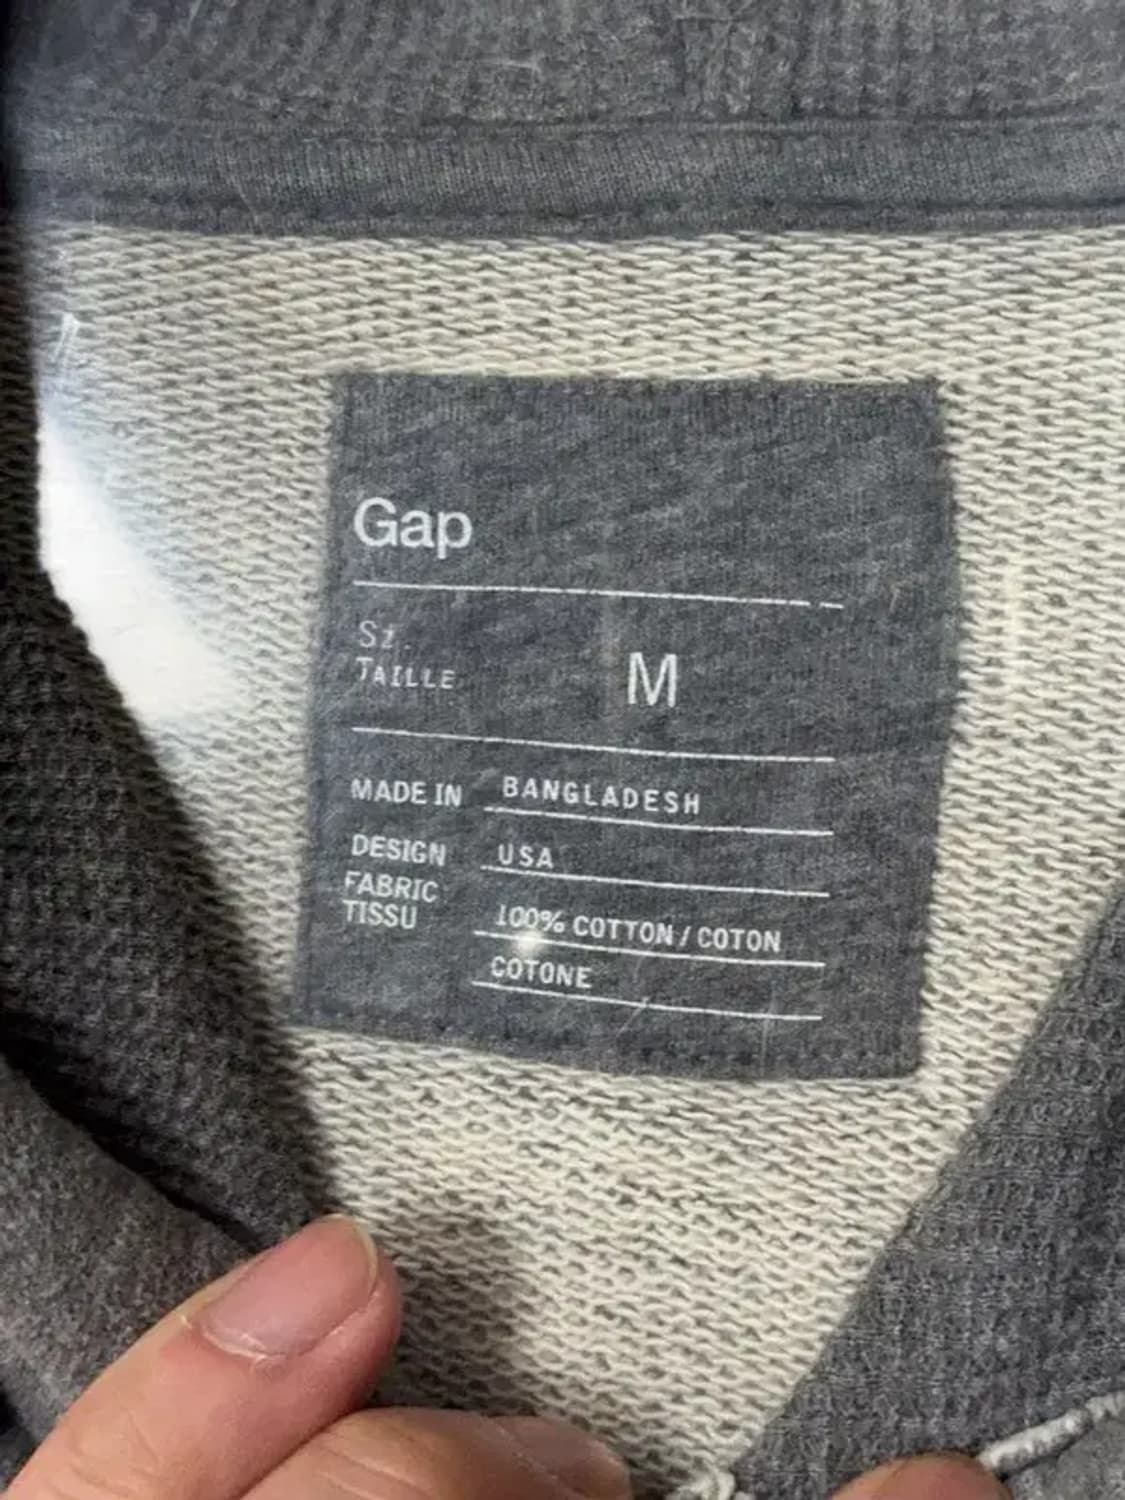 Gap
Sz.
TAILLE
M
MADE IN BANGLADESH
DESIGN USA
FABRIC
TISSU 100% COTTON / COTON
COTONE